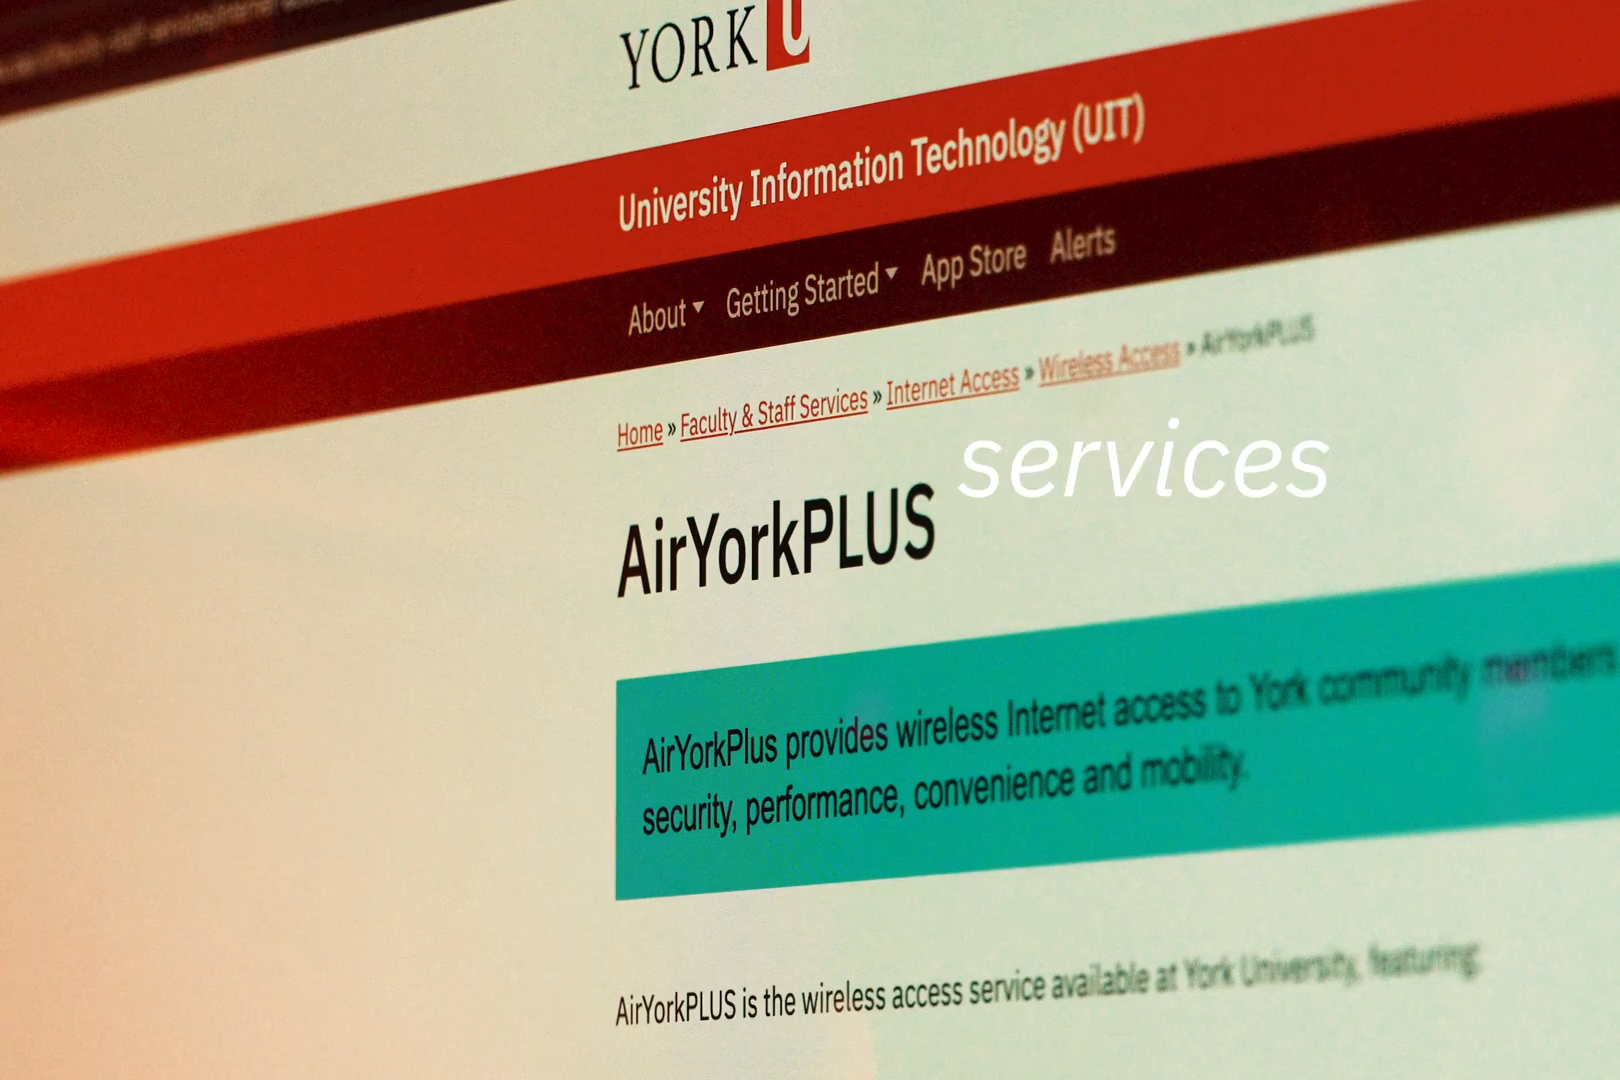 YORK U
University Information Technology (UIT)
About Getting Started App Store Alerts
Home » Faculty & Staff Services » Internet Access » Wireless Access » AirYorkPLUS
services
AirYorkPLUS
AirYorkPlus provides wireless Internet access to York community members
security, performance, convenience and mobility.
AirYorkPLUS is the wireless access service available at York University, featuring: